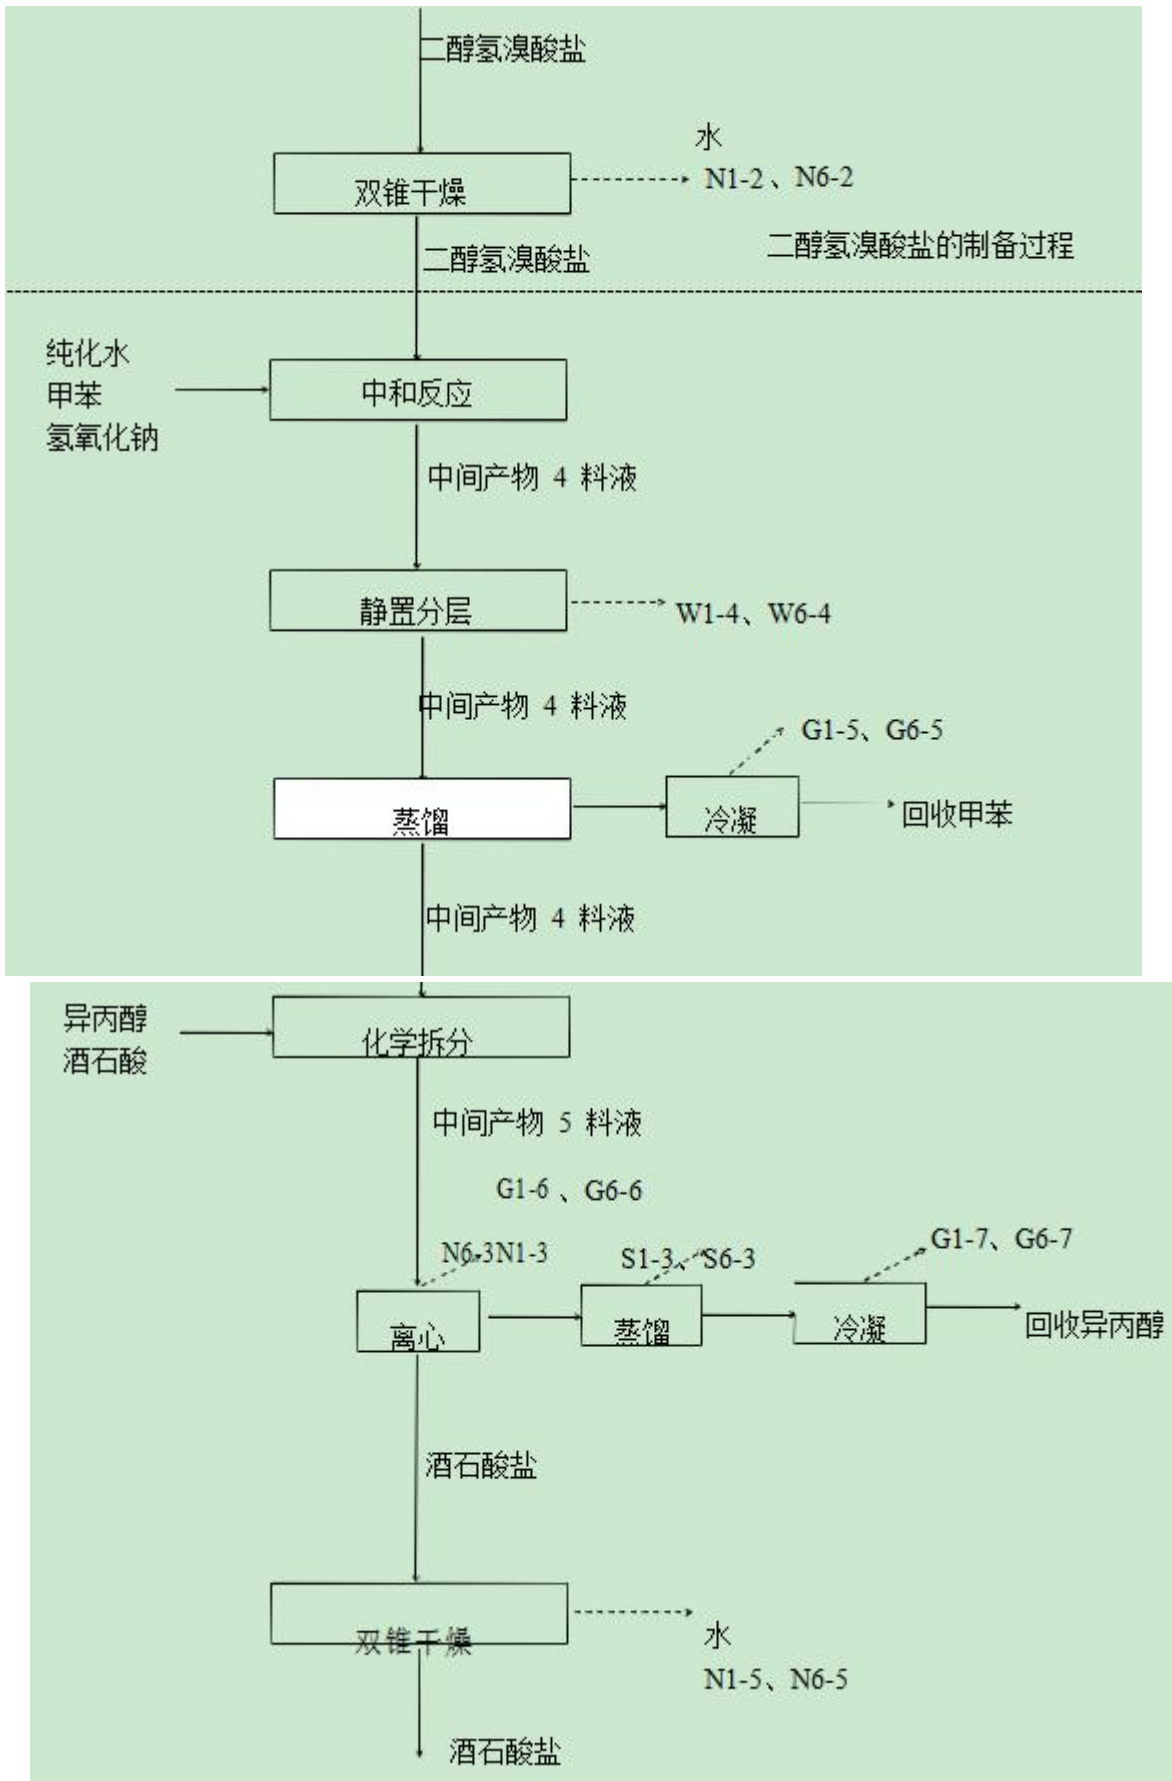 二醇氢溴酸盐
水
双锥干燥
N1-2、N6-2
二醇氢溴酸盐的制备过程
二醇氢溴酸盐
纯化水
甲苯
氢氧化钠
中和反应
中间产物 4 料液
静置分层
W1-4、W6-4
中间产物 4 料液
G1-5、G6-5
蒸馏
冷凝
回收甲苯
中间产物 4 料液
异丙醇
酒石酸
化学拆分
中间产物 5 料液
G1-6 、G6-6
N6-3N1-3
S1-3、S6-3
G1-7、G6-7
离心
蒸馏
冷凝
回收异丙醇
酒石酸盐
双锥干燥
水
N1-5、N6-5
酒石酸盐